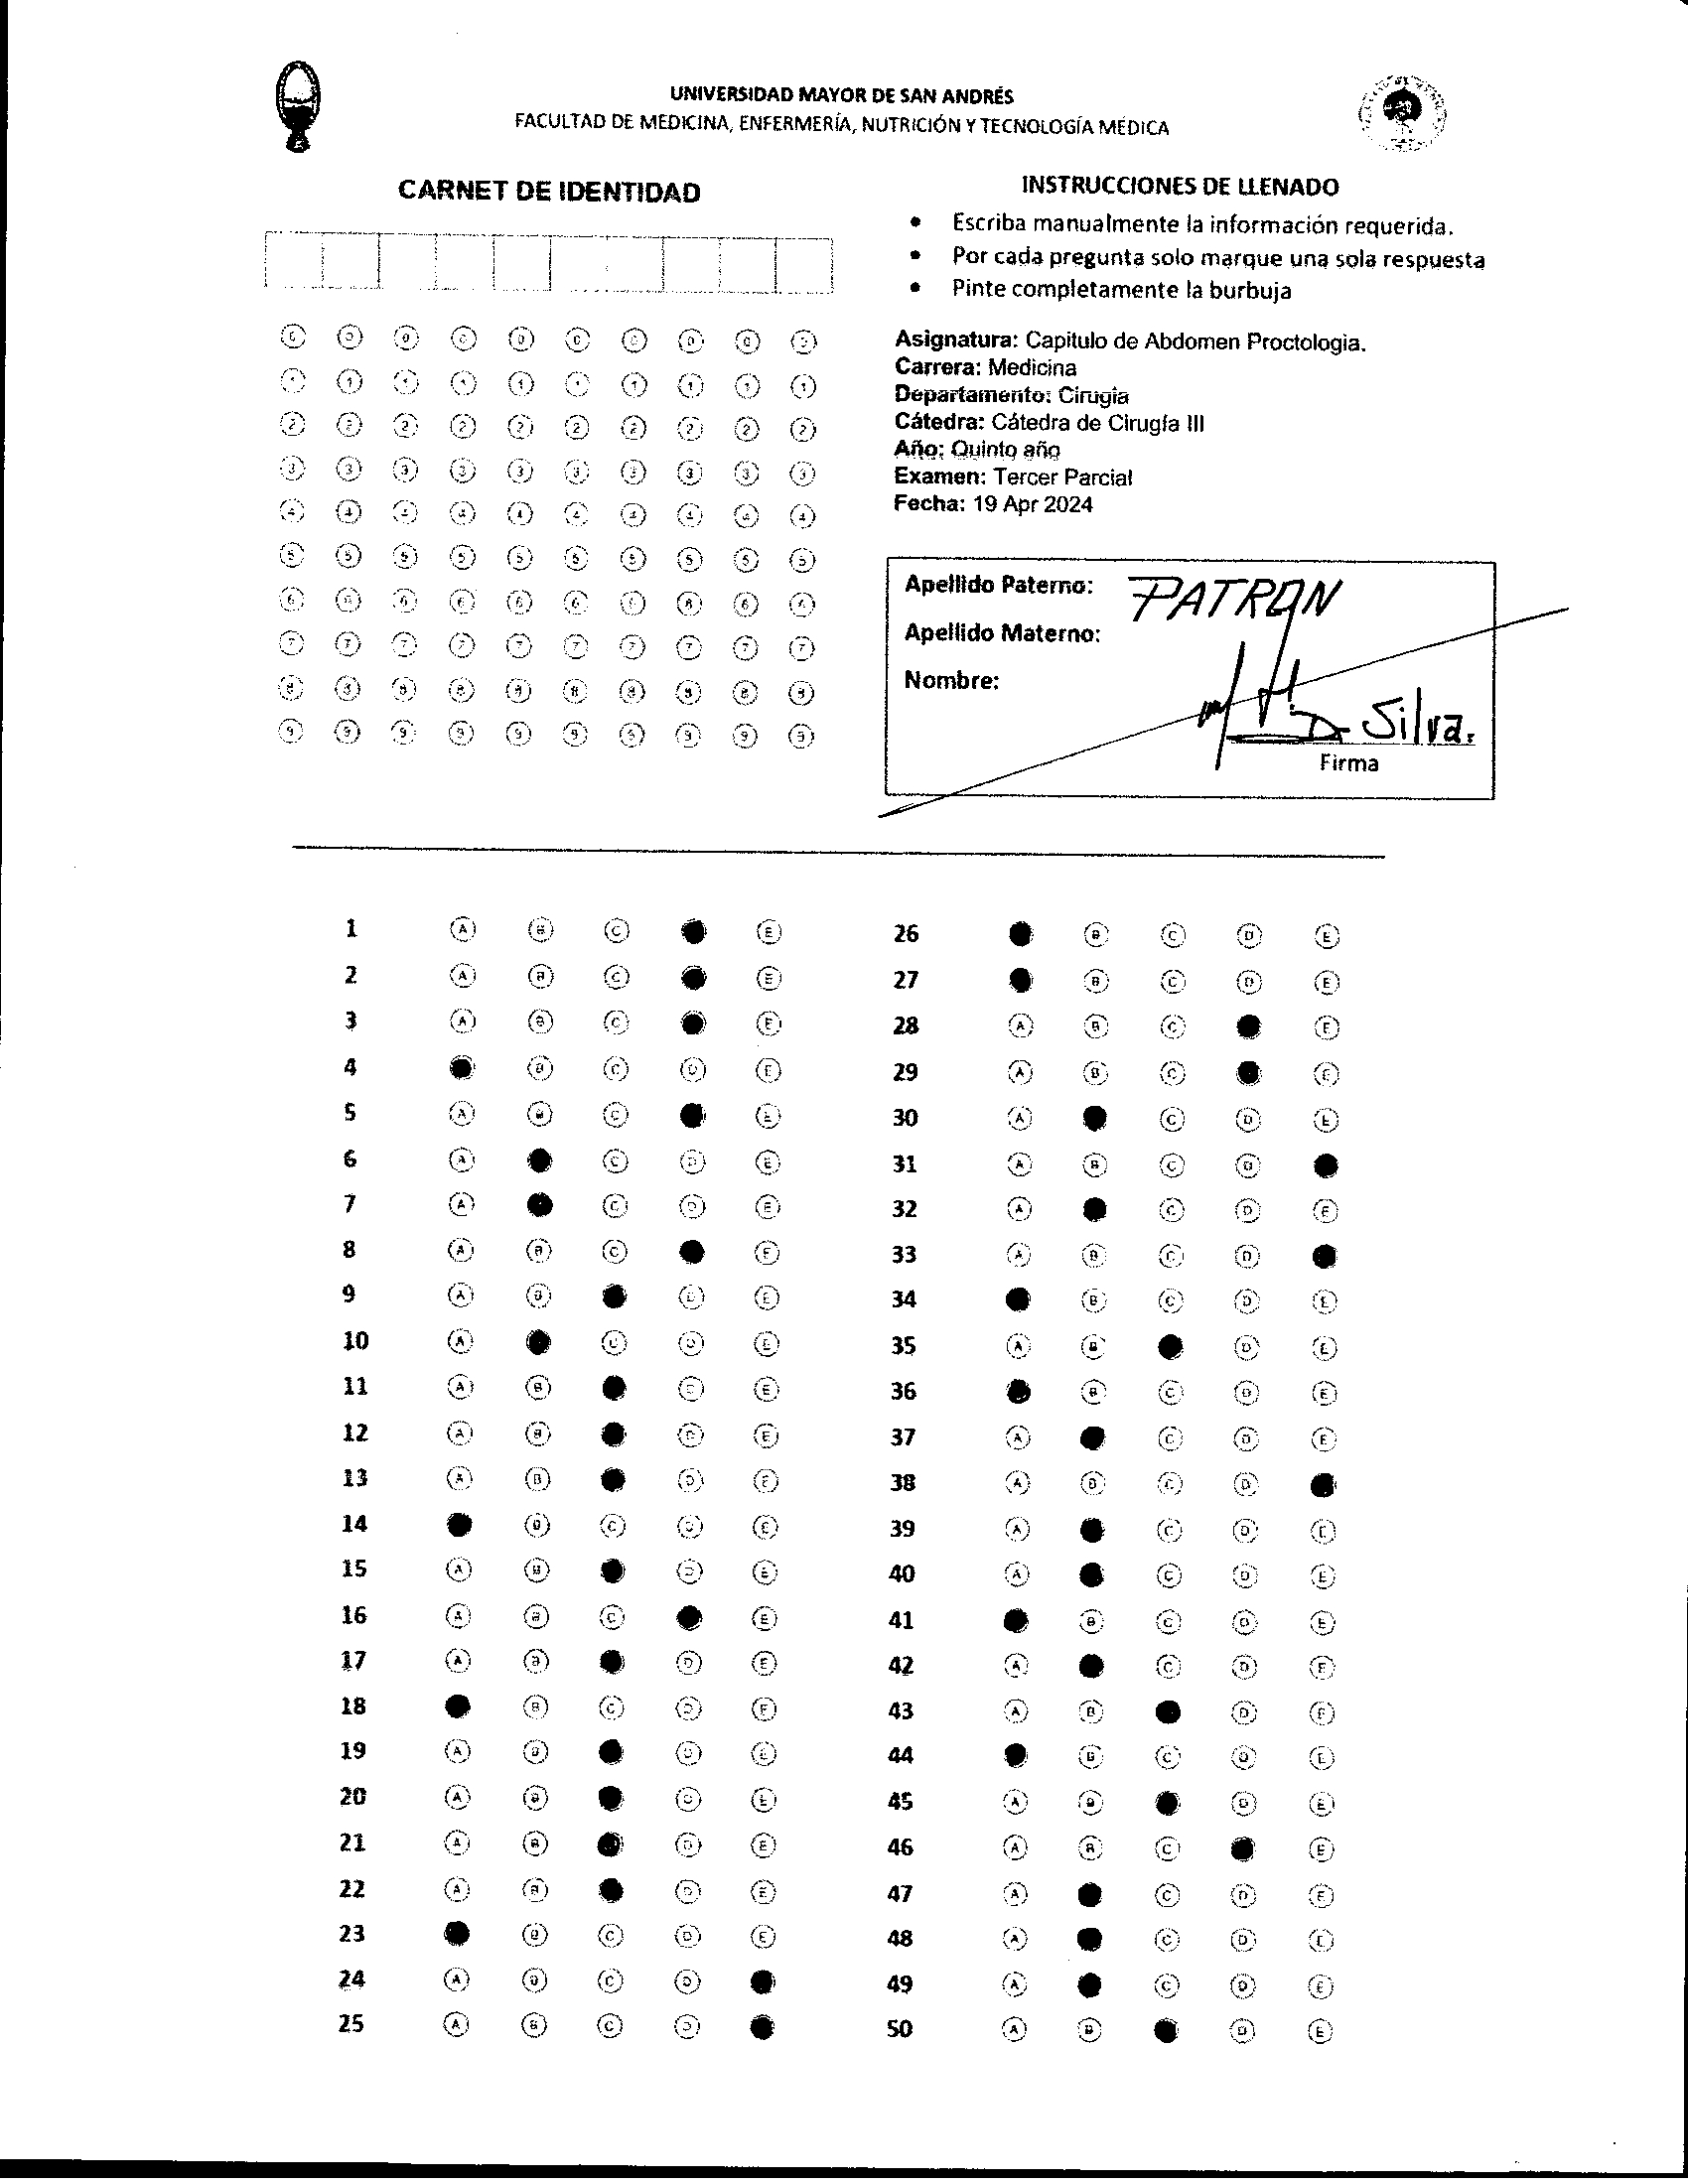 UNIVERSIDAD MAYOR DE SAN ANDRÉS
FACULTAD DE MEDICINA, ENFERMERÍA, NUTRICIÓN Y TECNOLOGÍA MÉDICA
CARNET DE IDENTIDAD
0 0 0 0 0 0 0 0 0 0
1 1 1 1 1 1 1 1 1 1
2 2 2 2 2 2 2 2 2 2
3 3 3 3 3 3 3 3 3 3
4 4 4 4 4 4 4 4 4 4
5 5 5 5 5 5 5 5 5 5
6 6 6 6 6 6 6 6 6 6
7 7 7 7 7 7 7 7 7 7
8 8 8 8 8 8 8 8 8 8
9 9 9 9 9 9 9 9 9 9
INSTRUCCIONES DE LLENADO
• Escriba manualmente la información requerida.
• Por cada pregunta solo marque una sola respuesta
• Pinte completamente la burbuja
Asignatura: Capitulo de Abdomen Proctologia.
Carrera: Medicina
Departamento: Cirugia
Cátedra: Cátedra de Cirugía III
Año: Quinto año
Examen: Tercer Parcial
Fecha: 19 Apr 2024
Apellido Paterno: PATRON
Apellido Materno:
Nombre:
D Silva.
Firma
1 A B C E
2 A B C E
3 A B C E
4 B C D E
5 A B C E
6 A C D E
7 A C D E
8 A B C E
9 A B D E
10 A C D E
11 A B D E
12 A B D E
13 A B D E
14 B C D E
15 A B D E
16 A B C E
17 A B D E
18 B C D E
19 A B D E
20 A B D E
21 A B D E
22 A B D E
23 B C D E
24 A B C D
25 A B C D
26 B C D E
27 B C D E
28 A B C E
29 A B C E
30 A C D E
31 A B C D
32 A C D E
33 A B C D
34 B C D E
35 A B D E
36 B C D E
37 A C D E
38 A B C D
39 A C D E
40 A C D E
41 B C D E
42 A C D E
43 A B D E
44 B C D E
45 A B D E
46 A B C E
47 A C D E
48 A C D E
49 A C D E
50 A B D E